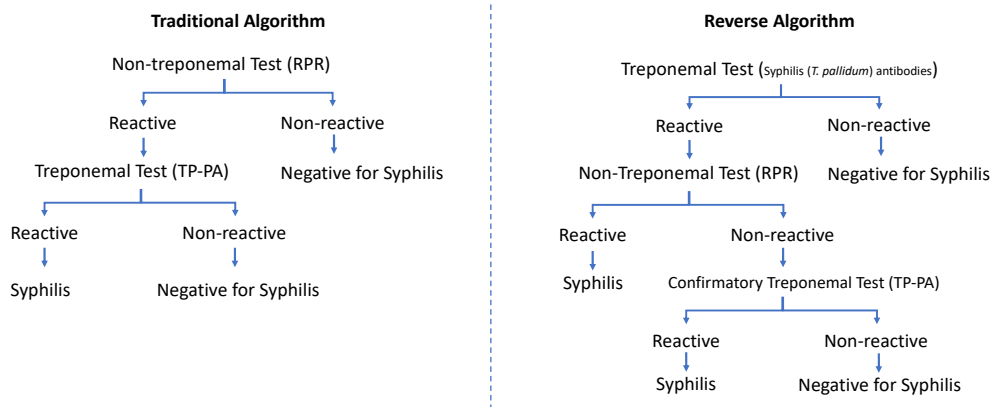 Traditional Algorithm
Non-treponemal Test (RPR)
Reactive
Non-reactive
Treponemal Test (TP-PA)
Negative for Syphilis
Reactive
Non-reactive
Syphilis
Negative for Syphilis
Reverse Algorithm
Treponemal Test (Syphilis (T. pallidum) antibodies)
Reactive
Non-reactive
Non-Treponemal Test (RPR)
Negative for Syphilis
Reactive
Non-reactive
Syphilis
Confirmatory Treponemal Test (TP-PA)
Reactive
Non-reactive
Syphilis
Negative for Syphilis